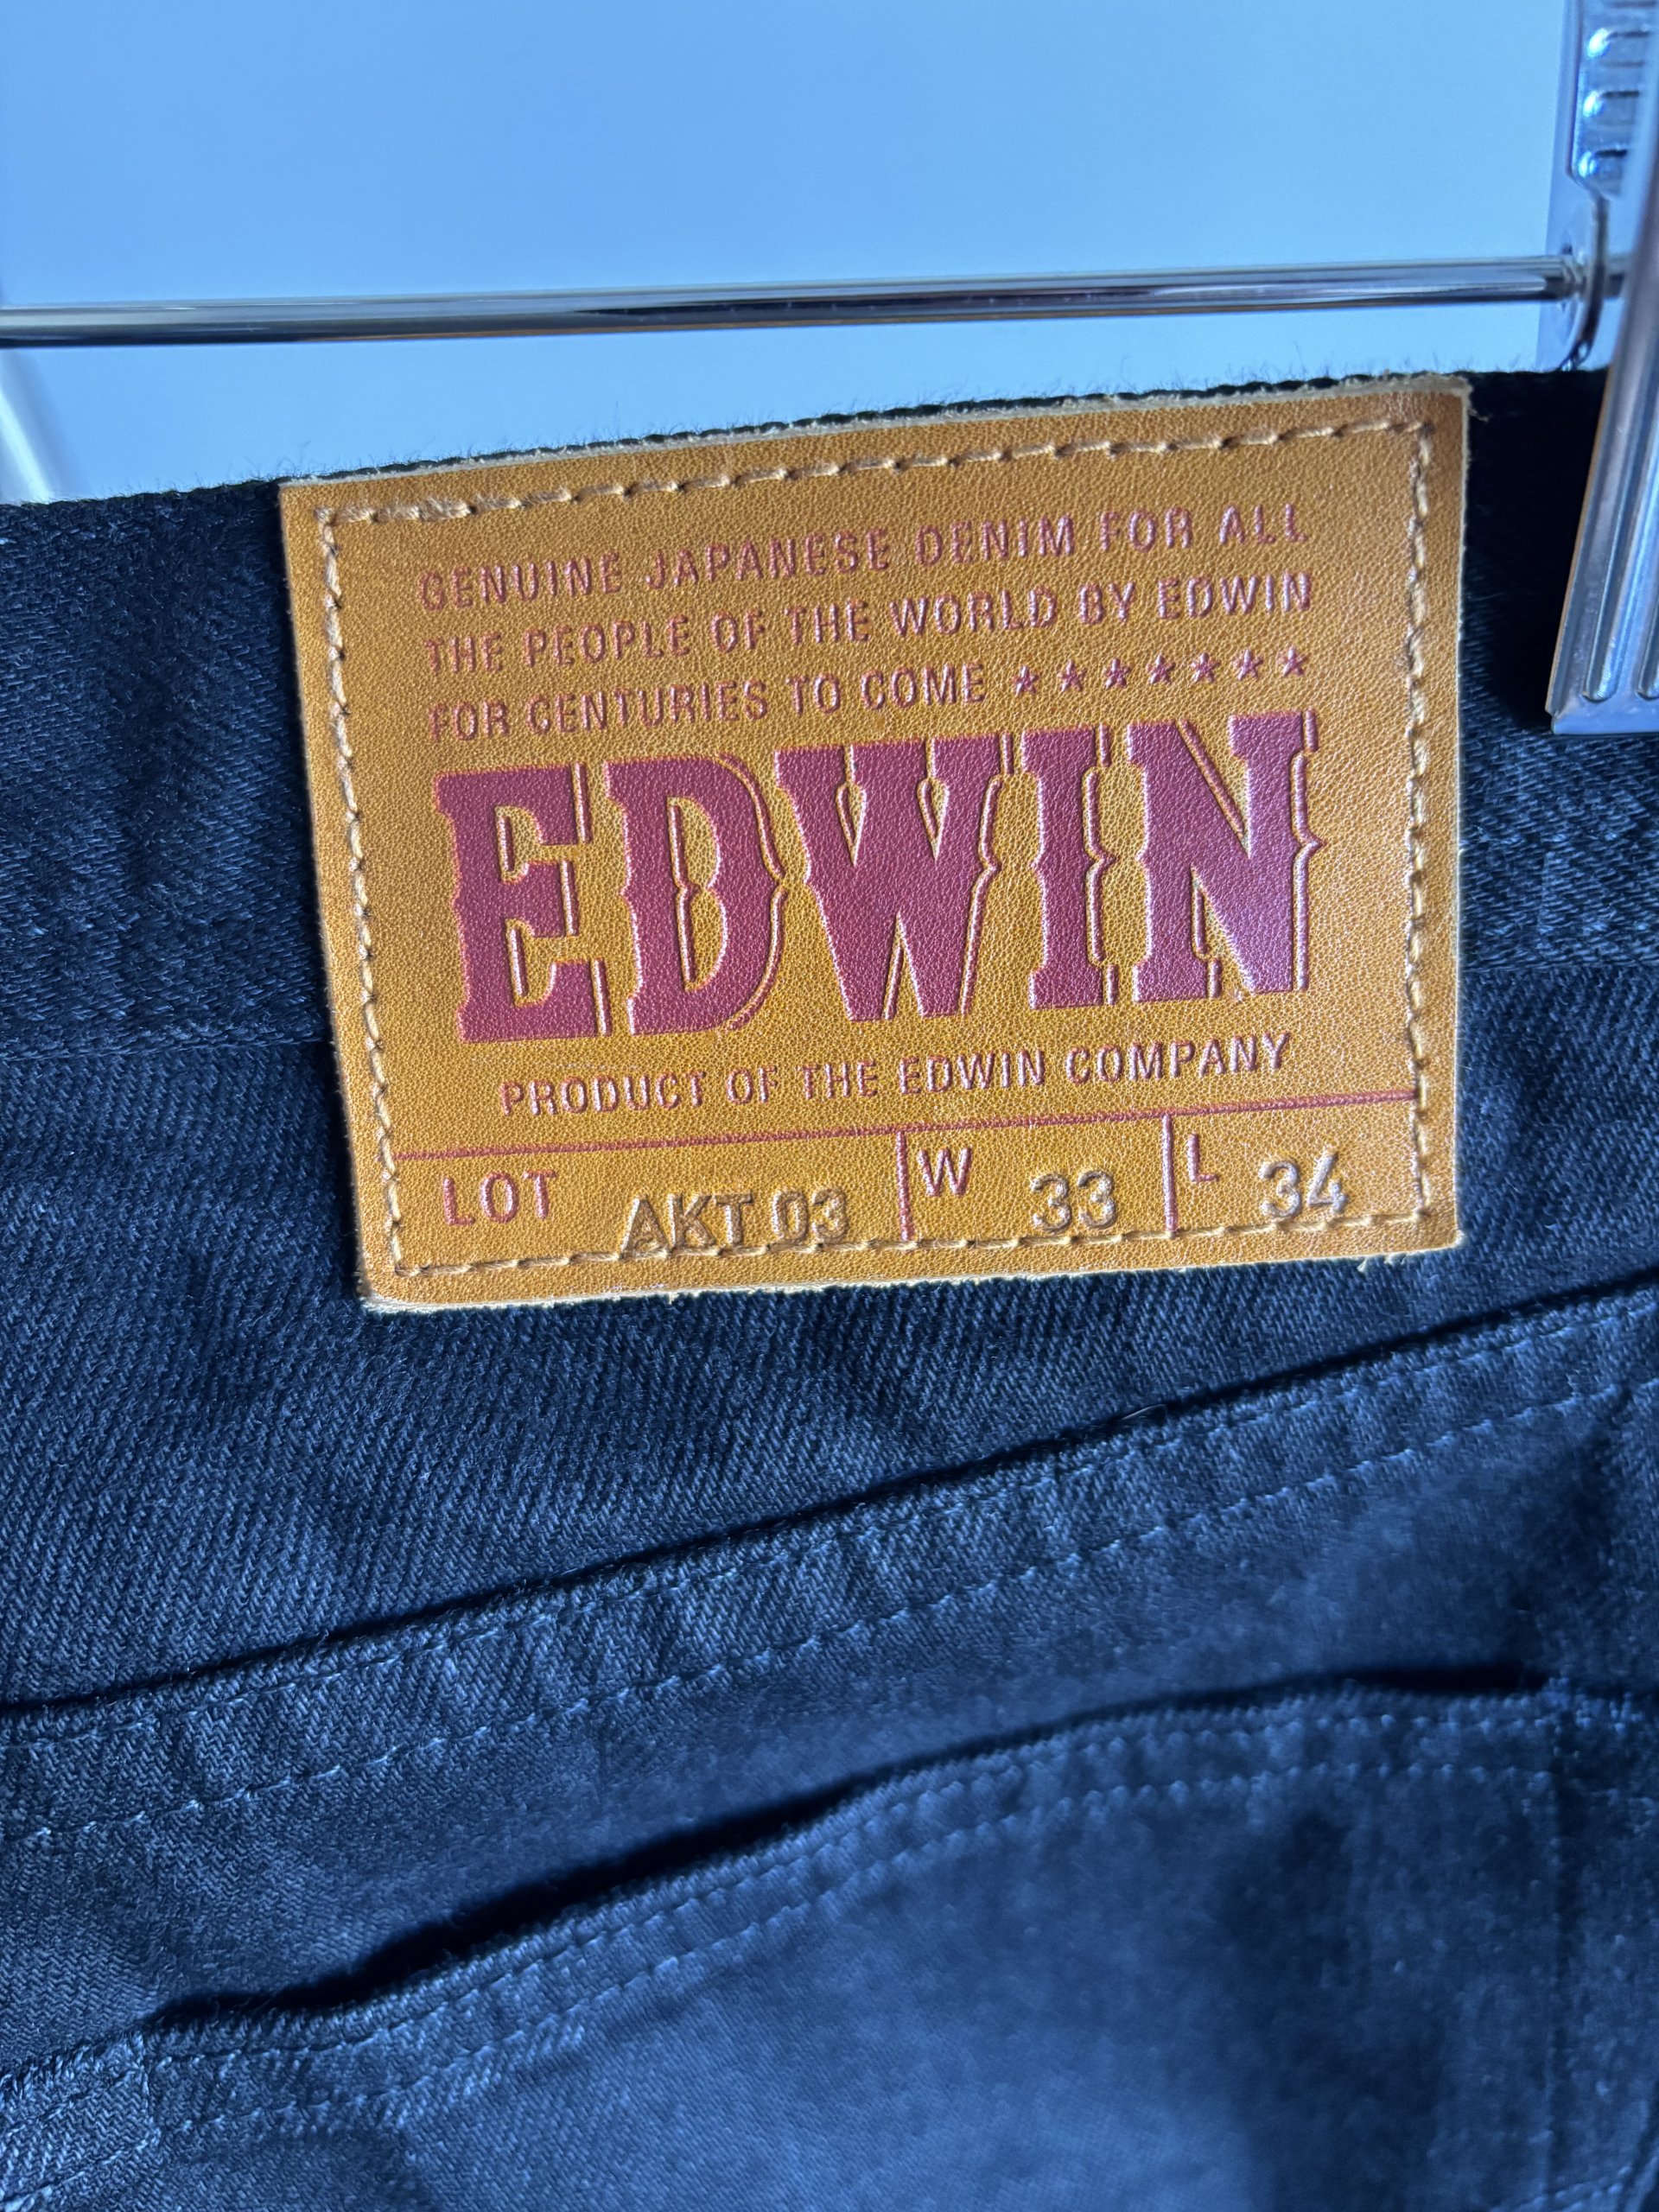 GENUINE JAPANESE DENIM FOR ALL
THE PEOPLE OF THE WORLD BY EDWIN
FOR CENTURIES TO COME ★★★★★★★
EDWIN
PRODUCT OF THE EDWIN COMPANY
LOT AKT 03 W 33 L 34